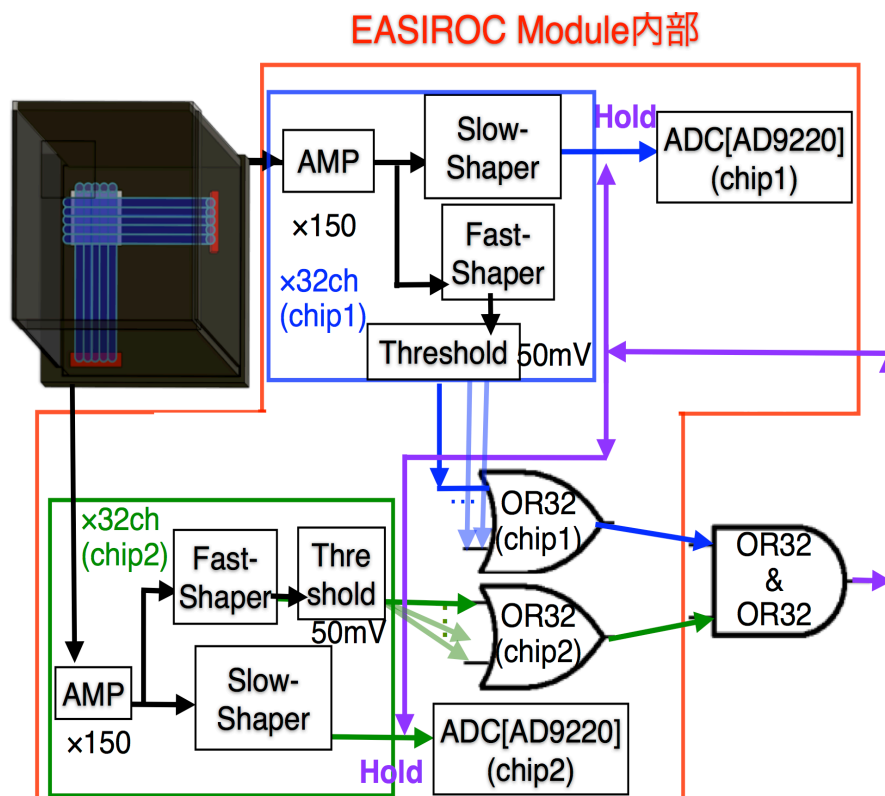 EASIROC Module内部
AMP
×150
Slow-
Shaper
Hold
ADC[AD9220]
(chip1)
Fast-
Shaper
×32ch
(chip1)
Threshold
50mV
×32ch
(chip2)
Fast-
Shaper
Thre
shold
50mV
...
OR32
(chip1)
OR32
(chip2)
OR32
&
OR32
AMP
×150
Slow-
Shaper
Hold
ADC[AD9220]
(chip2)